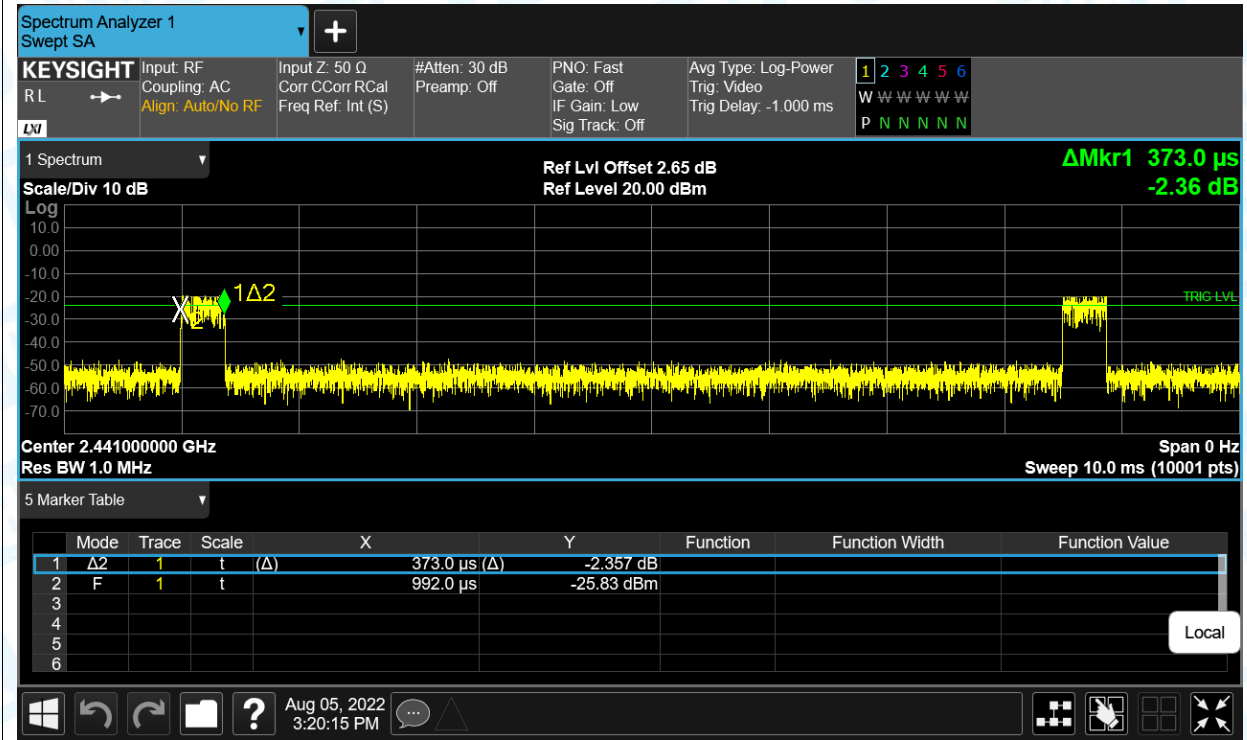 Spectrum Analyzer 1
Swept SA
KEYSIGHT Input: RF Input Z: 50 Ω #Atten: 30 dB PNO: Fast Avg Type: Log-Power 1 2 3 4 5 6
R L Coupling: AC Corr CCorr RCal Preamp: Off Gate: Off Trig: Video W W W W W W
Align: Auto/No RF Freq Ref: Int (S) IF Gain: Low Trig Delay: -1.000 ms
LXI Sig Track: Off P N N N N N
1 Spectrum Ref Lvl Offset 2.65 dB ΔMkr1 373.0 µs
Scale/Div 10 dB Ref Level 20.00 dBm -2.36 dB
Log
10.0
0.00
-10.0
-20.0 1Δ2 TRIG LVL
-30.0 2
-40.0
-50.0
-60.0
-70.0
Center 2.441000000 GHz Span 0 Hz
Res BW 1.0 MHz Sweep 10.0 ms (10001 pts)
5 Marker Table
Mode Trace Scale X Y Function Function Width Function Value
1 Δ2 1 t (Δ) 373.0 µs (Δ) -2.357 dB
2 F 1 t 992.0 µs -25.83 dBm
3
4
5
6
Local
? Aug 05, 2022
3:20:15 PM